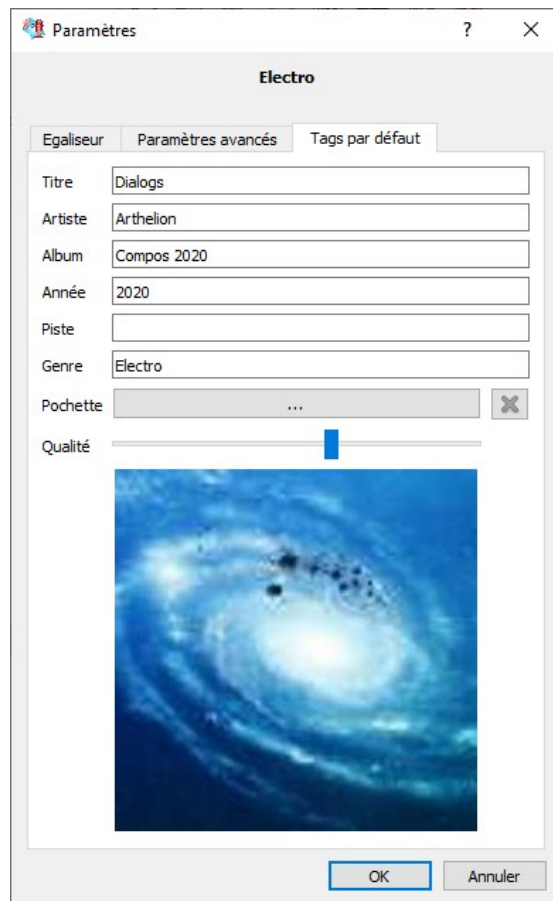 Paramètres ?
Electro
Egaliseur Paramètres avancés Tags par défaut
Titre Dialogs
Artiste Arthelion
Album Compos 2020
Année 2020
Piste
Genre Electro
Pochette ...
Qualité
OK Annuler